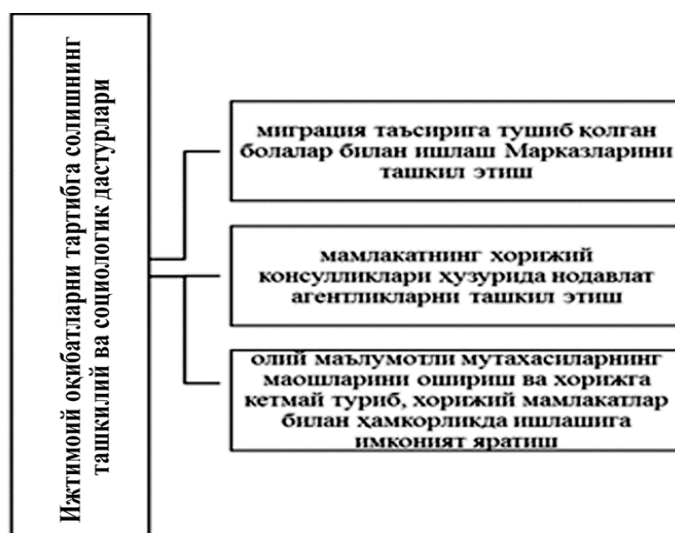 Ижтимоий оқибатларни тартибга солишнинг
ташкилий ва социологик дастурлари
миграция таъсирига тушиб қолган
болалар билан ишлаш Марказларини
ташкил этиш
мамлакатнинг хорижий
консулликлари ҳузурида нодавлат
агентликларни ташкил этиш
олий маълумотли мутахасиларнинг
маошларини ошириш ва хорижга
кетмай туриб, хорижий мамлакатлар
билан ҳамкорликда ишлашига
имконият яратиш